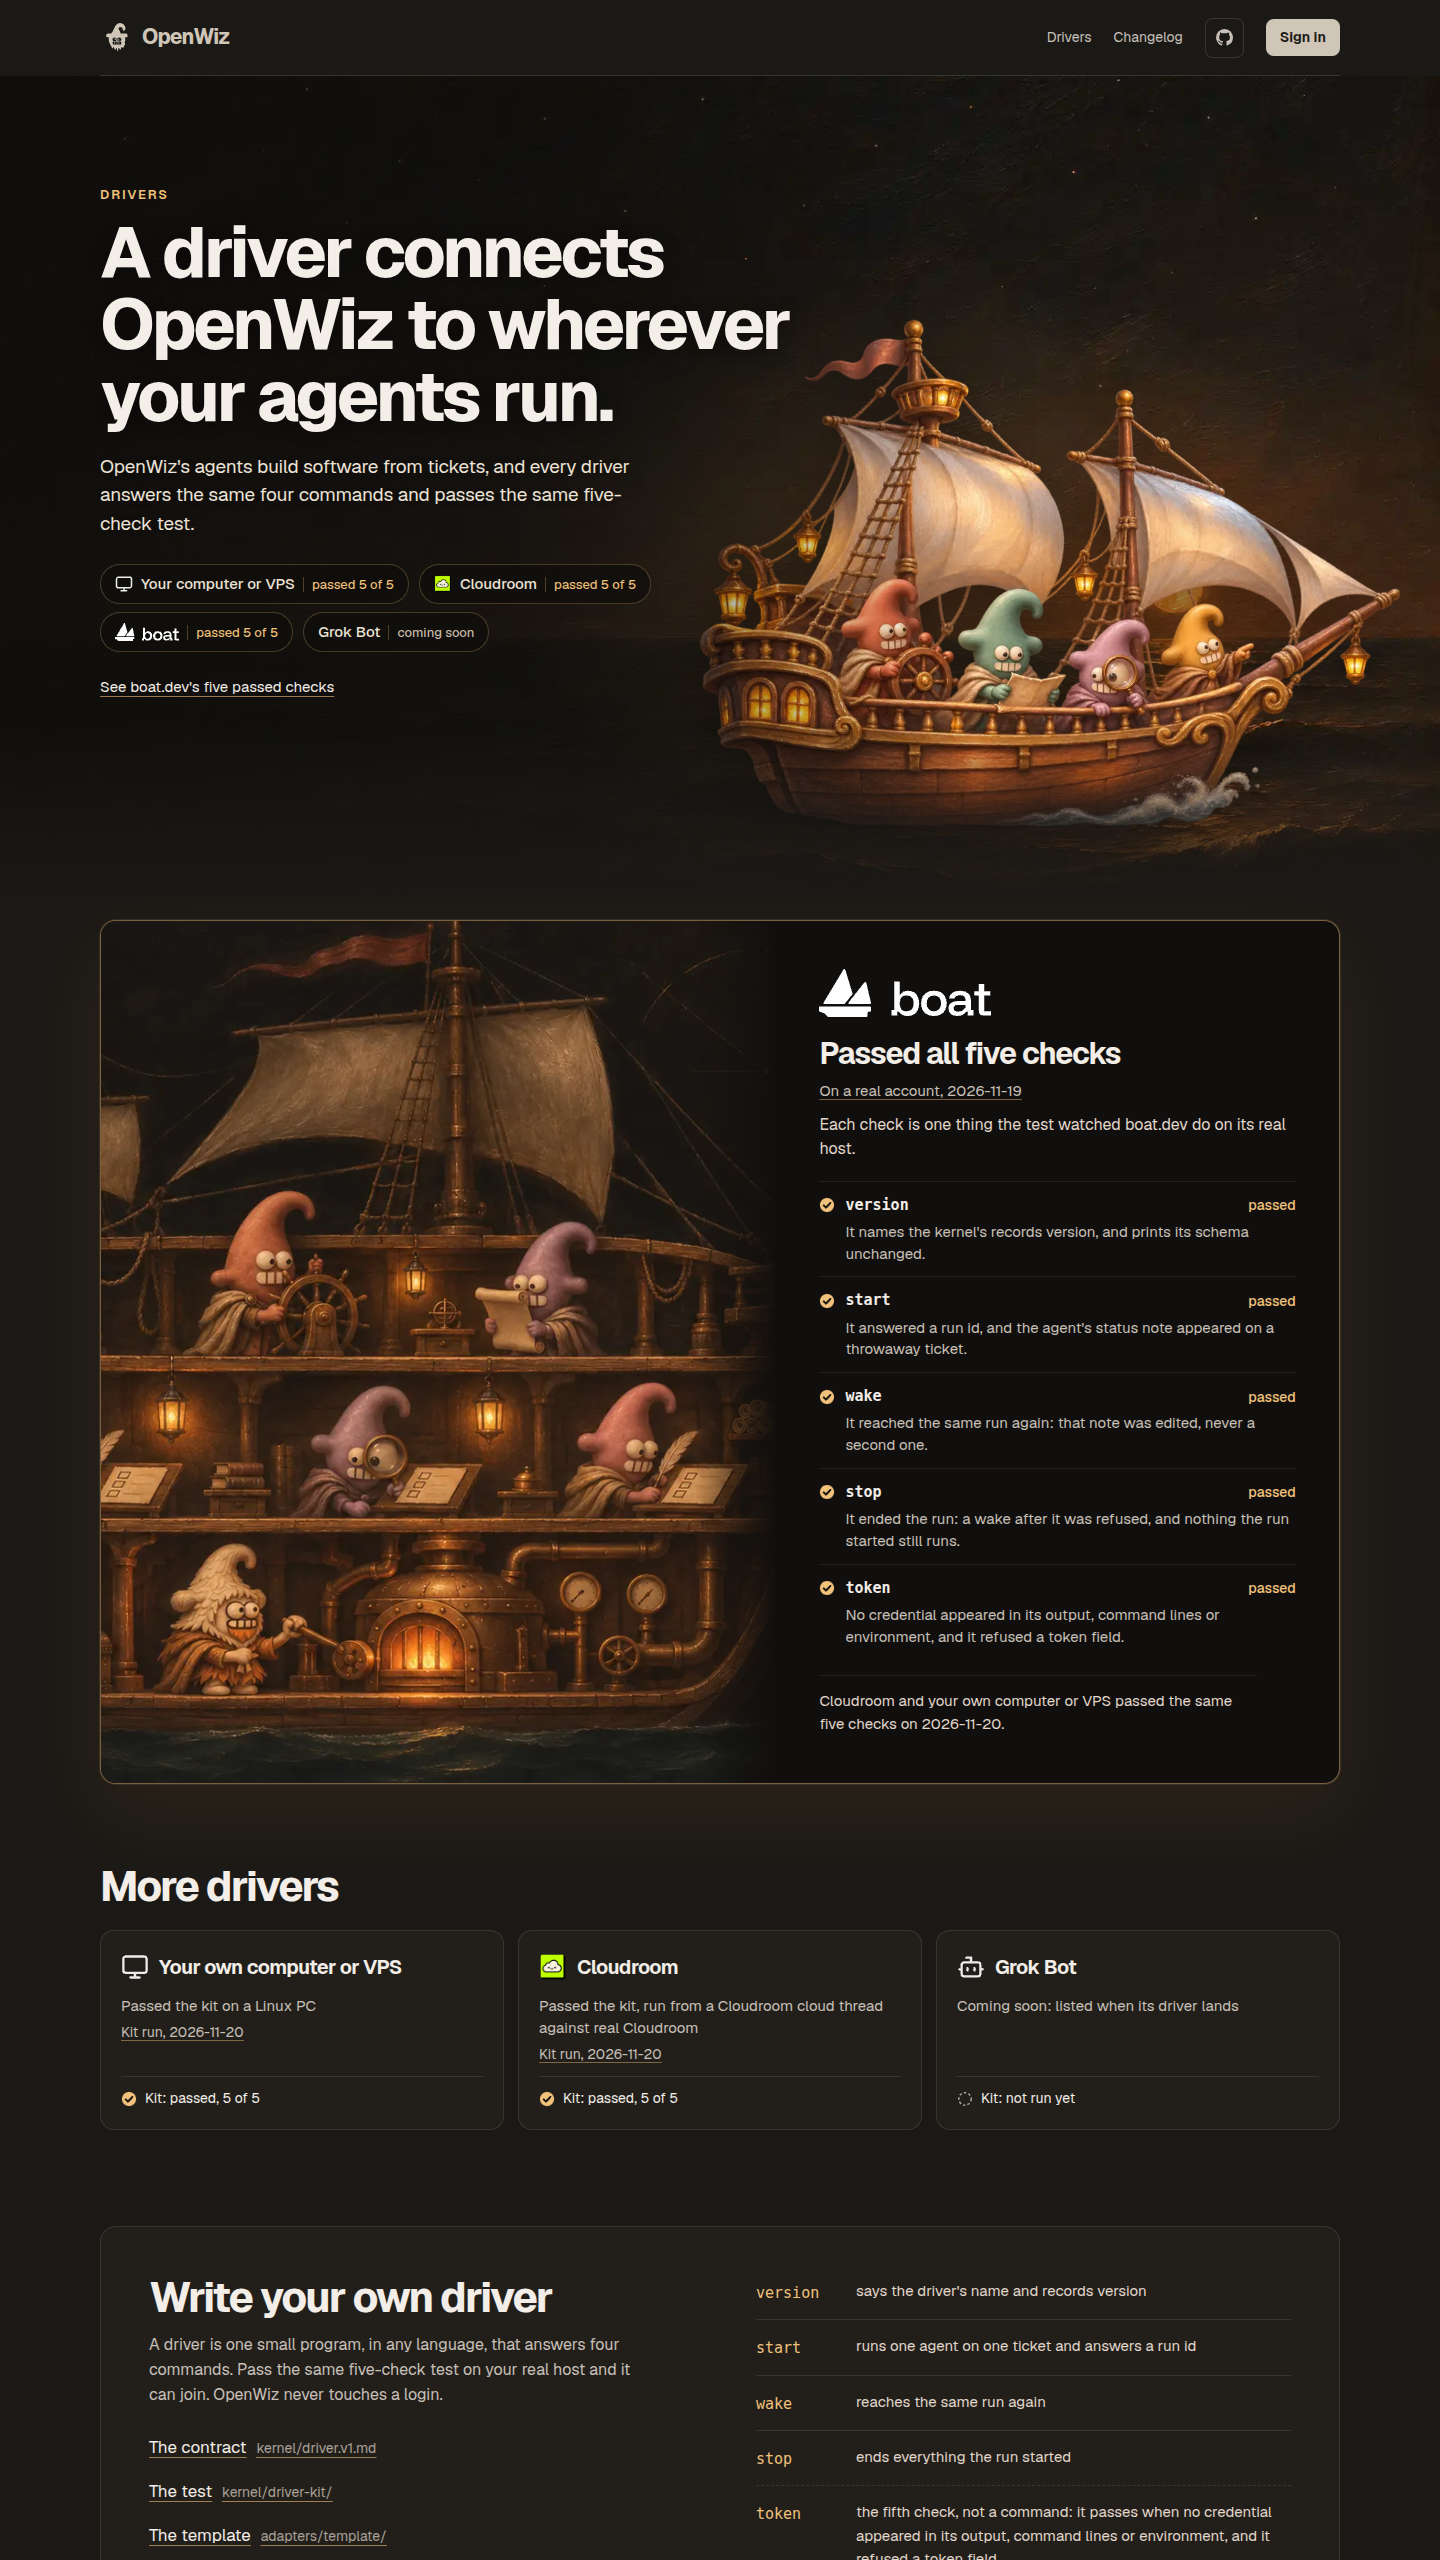 OpenWiz
Drivers
Changelog
Sign in
DRIVERS
A driver connects
OpenWiz to wherever
your agents run.
OpenWiz's agents build software from tickets, and every driver
answers the same four commands and passes the same five-
check test.
Your computer or VPS passed 5 of 5
Cloudroom passed 5 of 5
boat passed 5 of 5
Grok Bot coming soon
See boat.dev's five passed checks
boat
Passed all five checks
On a real account, 2026-11-19
Each check is one thing the test watched boat.dev do on its real
host.
version passed
It names the kernel's records version, and prints its schema
unchanged.
start passed
It answered a run id, and the agent's status note appeared on a
throwaway ticket.
wake passed
It reached the same run again: that note was edited, never a
second one.
stop passed
It ended the run: a wake after it was refused, and nothing the run
started still runs.
token passed
No credential appeared in its output, command lines or
environment, and it refused a token field.
Cloudroom and your own computer or VPS passed the same
five checks on 2026-11-20.
More drivers
Your own computer or VPS
Passed the kit on a Linux PC
Kit run, 2026-11-20
Kit: passed, 5 of 5
Cloudroom
Passed the kit, run from a Cloudroom cloud thread
against real Cloudroom
Kit run, 2026-11-20
Kit: passed, 5 of 5
Grok Bot
Coming soon: listed when its driver lands
Kit: not run yet
Write your own driver
A driver is one small program, in any language, that answers four
commands. Pass the same five-check test on your real host and it
can join. OpenWiz never touches a login.
The contract kernel/driver.v1.md
The test kernel/driver-kit/
The template adapters/template/
version says the driver's name and records version
start runs one agent on one ticket and answers a run id
wake reaches the same run again
stop ends everything the run started
token the fifth check, not a command: it passes when no credential
appeared in its output, command lines or environment, and it
refused a token field.